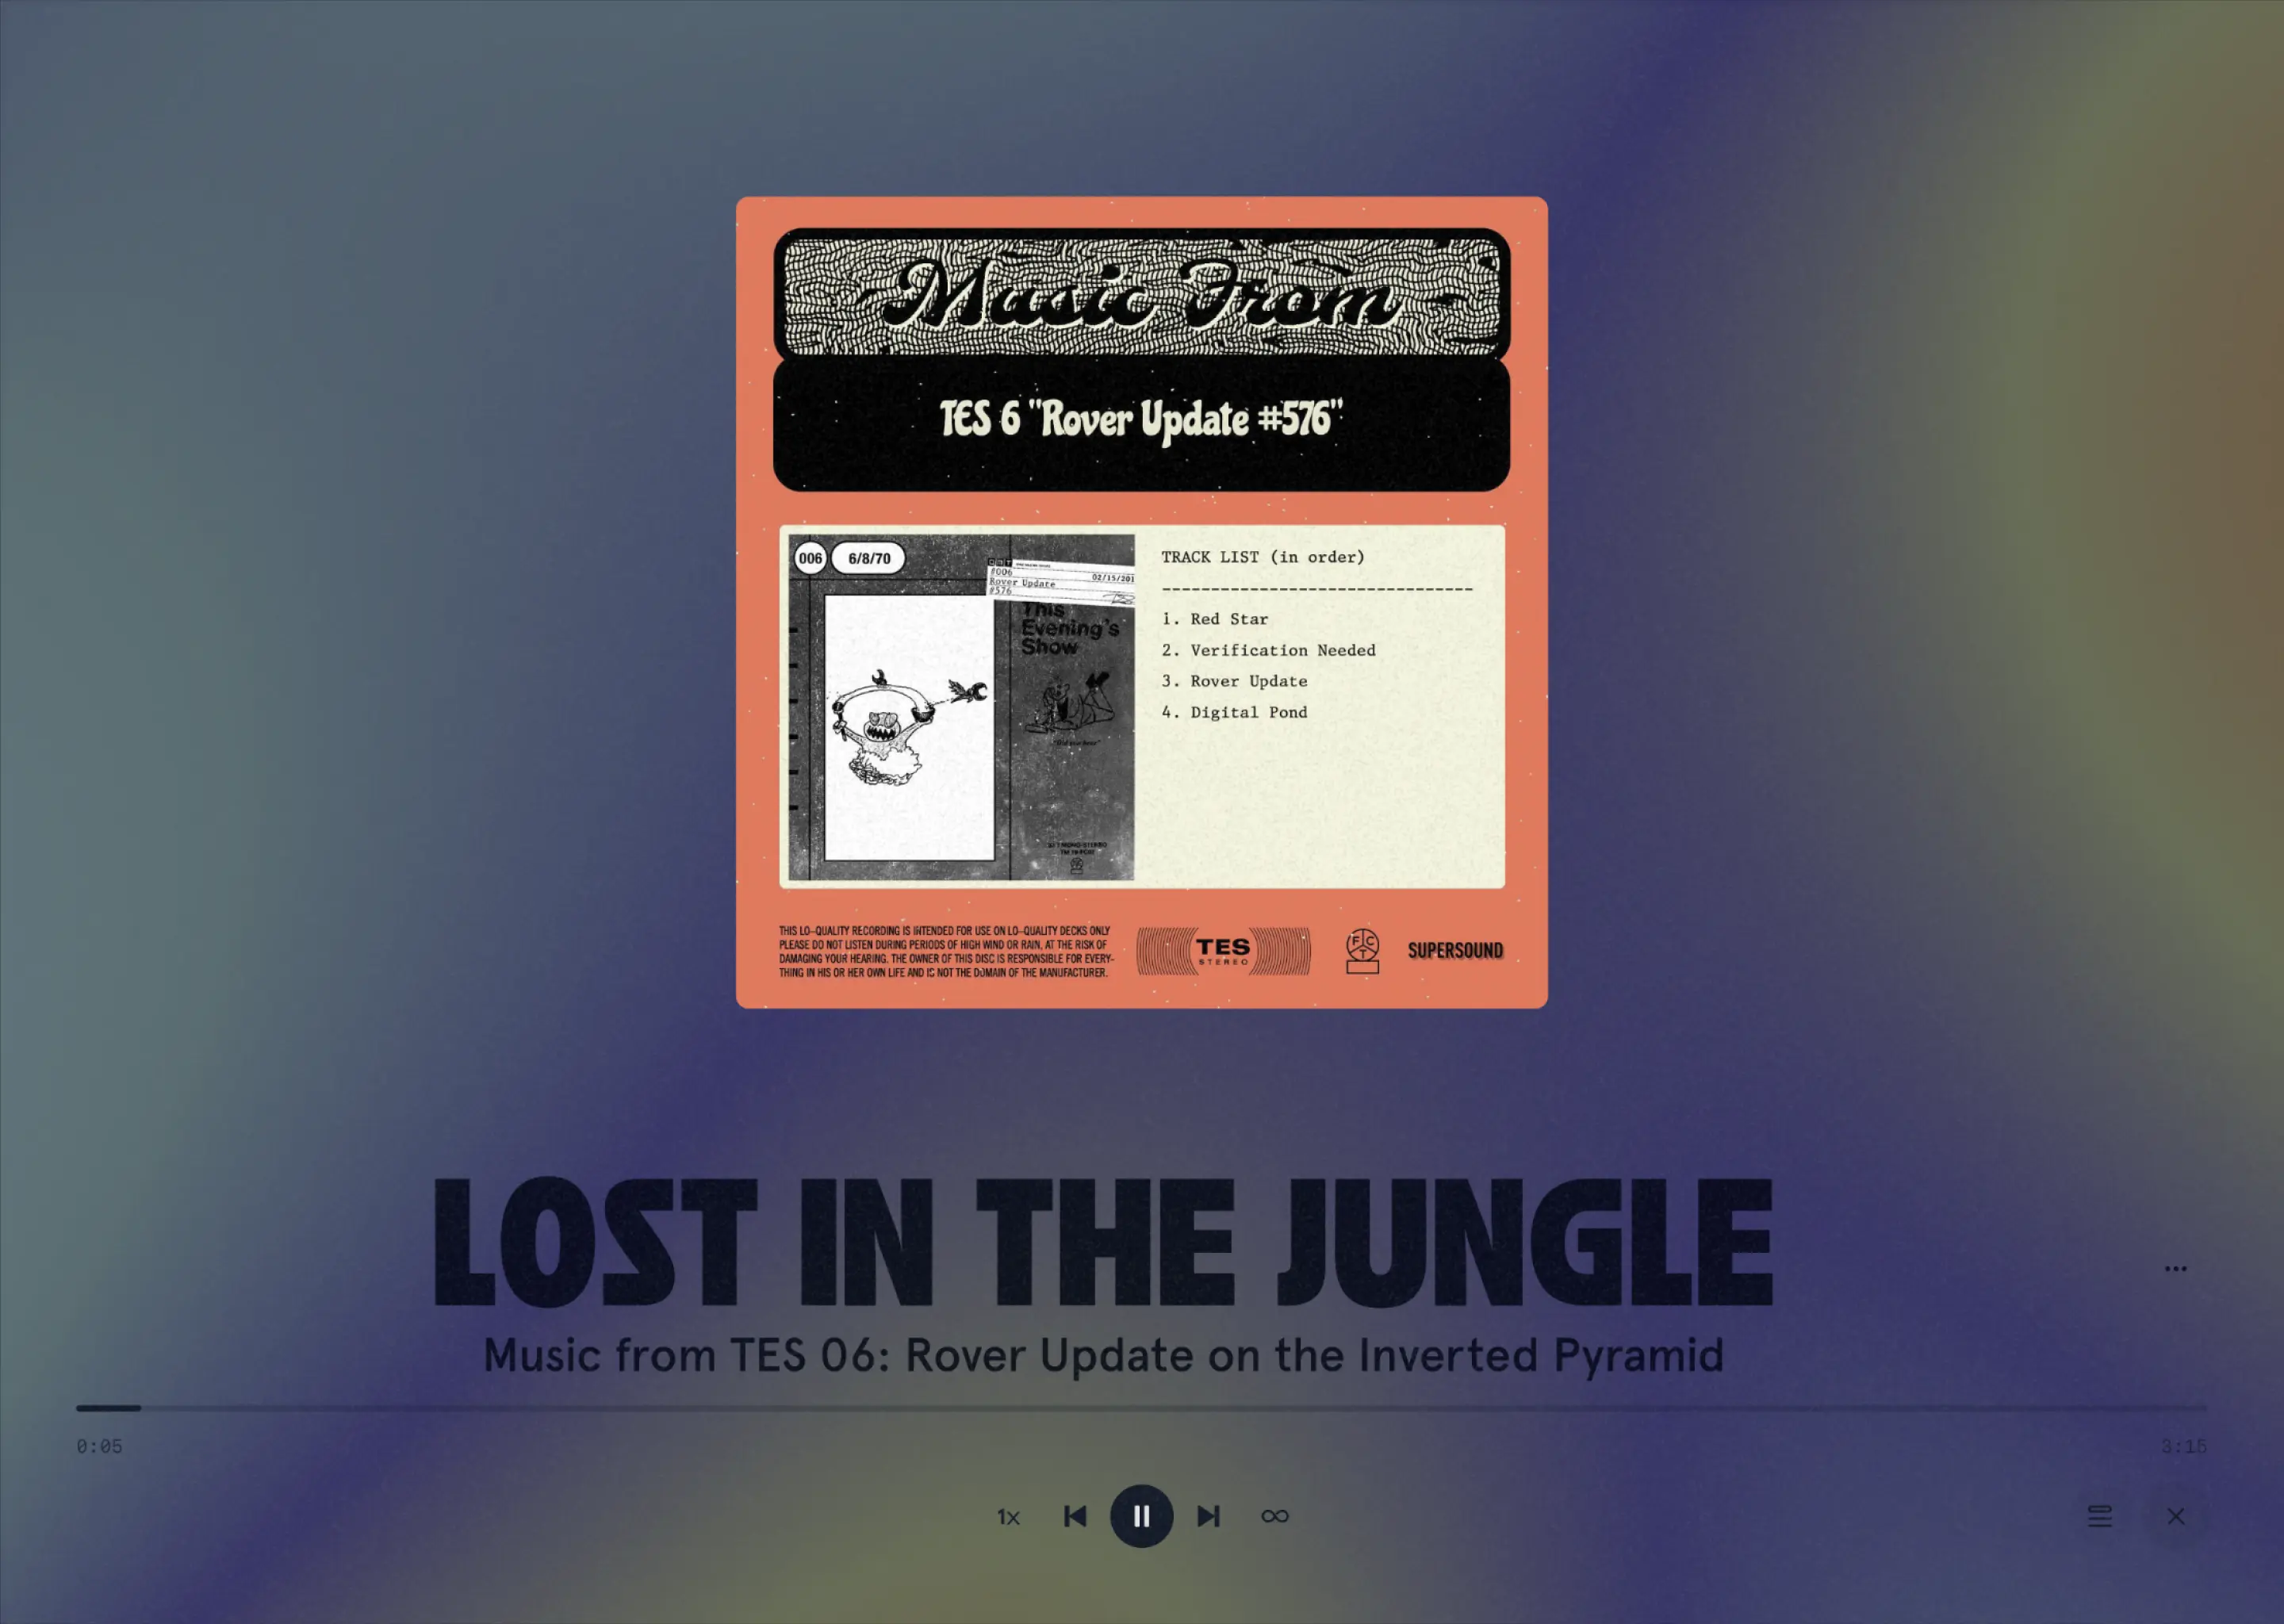 Music From
TES 6 "Rover Update #576"
006 6/8/70
#006 02/15/201
Rover Update
#576
This
Evening's
Show
TRACK LIST (in order)
--------------------------------
1. Red Star
2. Verification Needed
3. Rover Update
4. Digital Pond
THIS LO-QUALITY RECORDING IS INTENDED FOR USE ON LO-QUALITY DECKS ONLY
PLEASE DO NOT LISTEN DURING PERIODS OF HIGH WIND OR RAIN, AT THE RISK OF
DAMAGING YOUR HEARING. THE OWNER OF THIS DISC IS RESPONSIBLE FOR EVERY-
THING IN HIS OR HER OWN LIFE AND IS NOT THE DOMAIN OF THE MANUFACTURER.
TES
STEREO
FCT
SUPERSOUND
LOST IN THE JUNGLE
Music from TES 06: Rover Update on the Inverted Pyramid
0:05 3:15
1x